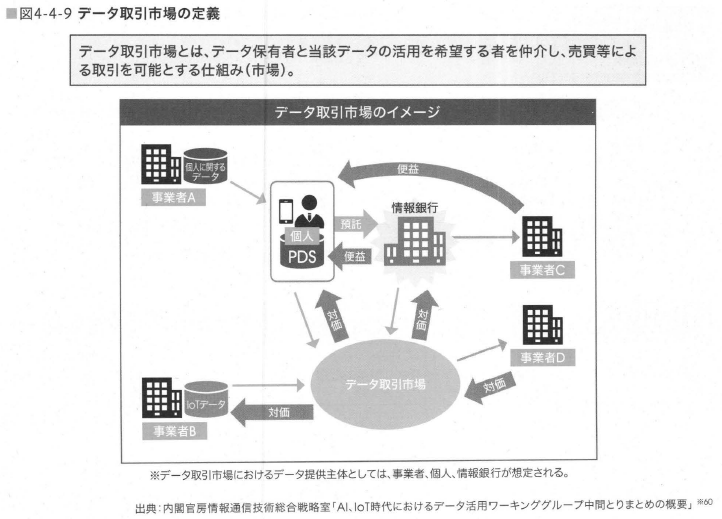 ■図4-4-9 データ取引市場の定義
データ取引市場とは、データ保有者と当該データの活用を希望する者を仲介し、売買等によ
る取引を可能とする仕組み(市場)。
データ取引市場のイメージ
個人に関する
データ
事業者A
便益
個人
PDS
預託
便益
情報銀行
事業者C
対価
対価
事業者D
対価
データ取引市場
IoTデータ
対価
事業者B
※データ取引市場におけるデータ提供主体としては、事業者、個人、情報銀行が想定される。
出典:内閣官房情報通信技術総合戦略室「AI、IoT時代におけるデータ活用ワーキンググループ中間とりまとめの概要」※60